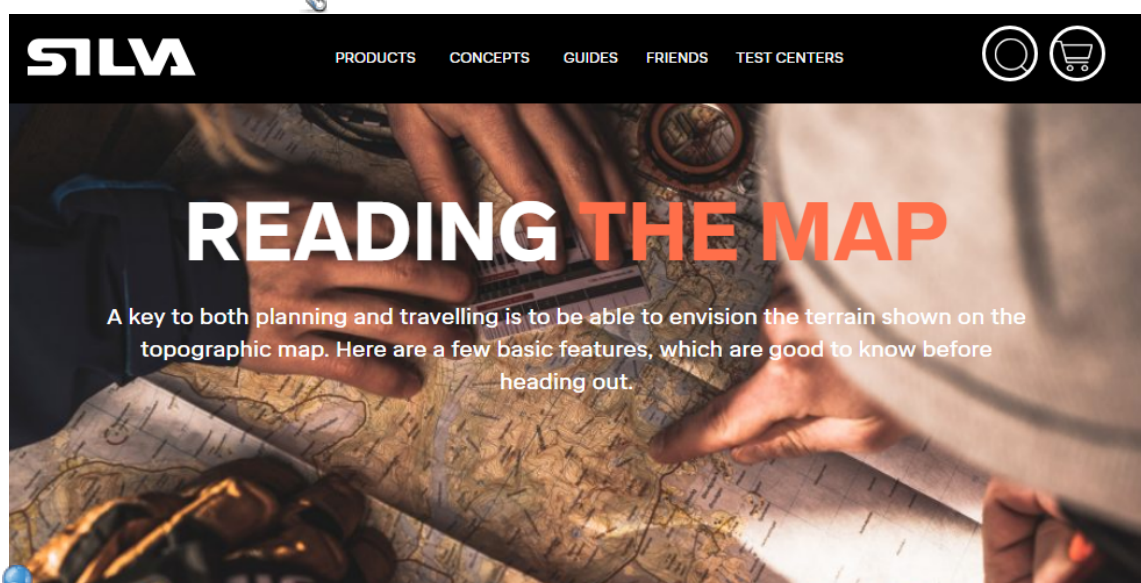 SILVA
PRODUCTS CONCEPTS GUIDES FRIENDS TEST CENTERS
READING THE MAP
A key to both planning and travelling is to be able to envision the terrain shown on the
topographic map. Here are a few basic features, which are good to know before
heading out.